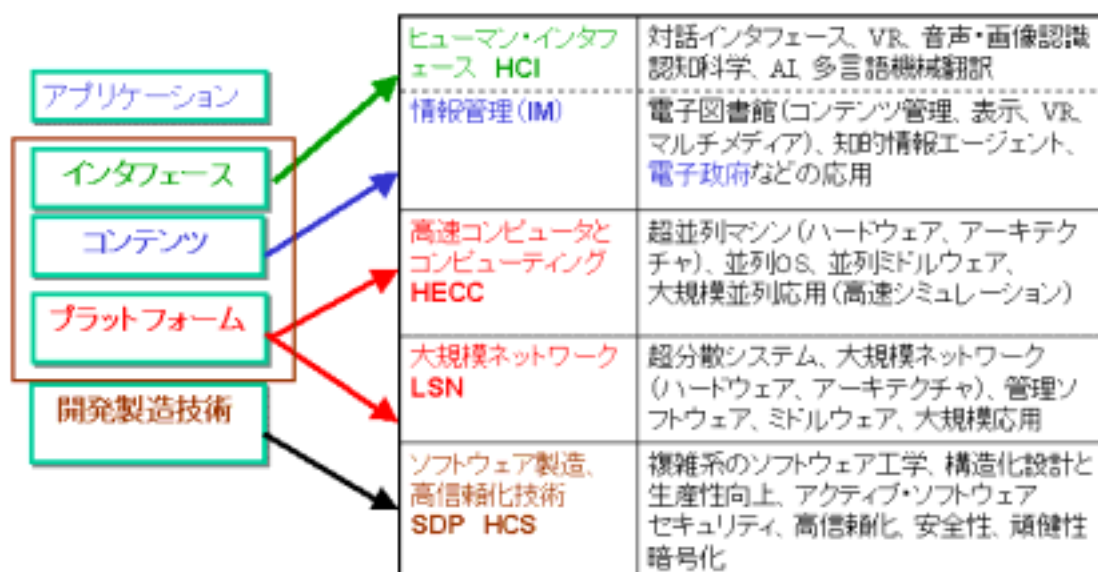 アプリケーション
インタフェース
コンテンツ
プラットフォーム
開発製造技術
ヒューマン・インタフ
ェース HCI
対話インタフェース、VR、音声・画像認識
認知科学、AI、多言語機械翻訳
情報管理(IM)
電子図書館(コンテンツ管理、表示、VR、
マルチメディア)、知的情報エージェント、
電子政府などの応用
高速コンピュータと
コンピューティング
HECC
超並列マシン(ハードウェア、アーキテク
チャ)、並列OS、並列ミドルウェア、
大規模並列応用(高速シミュレーション)
大規模ネットワーク
LSN
超分散システム、大規模ネットワーク
(ハードウェア、アーキテクチャ)、管理ソ
フトウェア、ミドルウェア、大規模応用
ソフトウェア製造、
高信頼化技術
SDP HCS
複雑系のソフトウェア工学、構造化設計と
生産性向上、アクティブ・ソフトウェア
セキュリティ、高信頼化、安全性、頑健性
暗号化